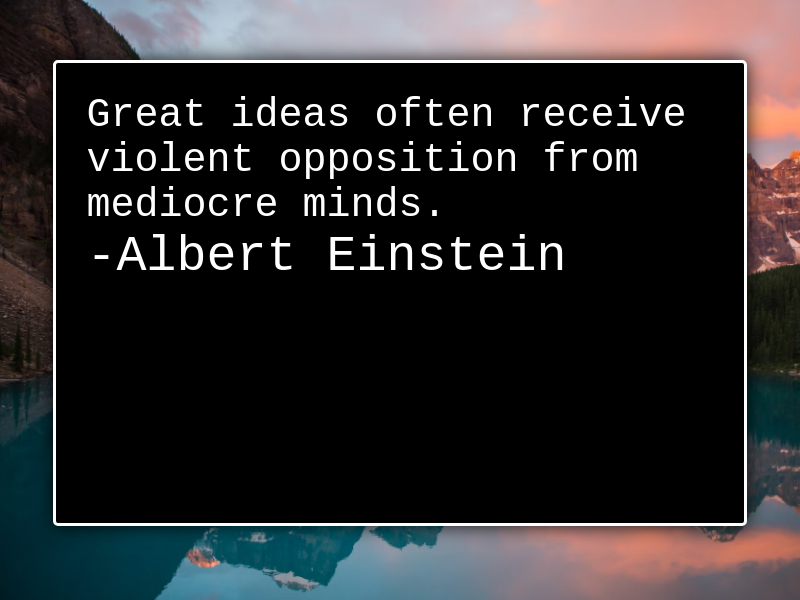 Great ideas often receive
violent opposition from
mediocre minds.
-Albert Einstein